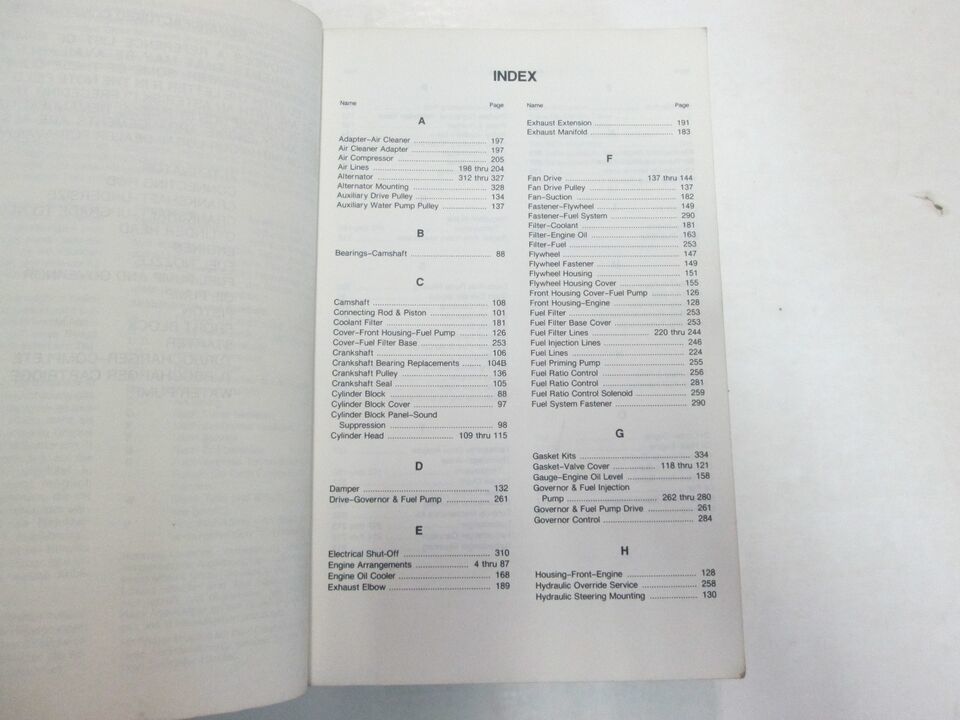 INDEX
Name Page
A
Adapter–Air Cleaner 197
Air Cleaner Adapter 197
Air Compressor 205
Air Lines 198 thru 204
Alternator 312 thru 327
Alternator Mounting 328
Auxiliary Drive Pulley 134
Auxiliary Water Pump Pulley 137
B
Bearings–Camshaft 88
C
Camshaft 108
Connecting Rod & Piston 101
Coolant Filter 181
Cover–Front Housing–Fuel Pump 126
Cover–Fuel Filter Base 253
Crankshaft 106
Crankshaft Bearing Replacements 104B
Crankshaft Pulley 136
Crankshaft Seal 105
Cylinder Block 88
Cylinder Block Cover 97
Cylinder Block Panel–Sound
Suppression 98
Cylinder Head 109 thru 115
D
Damper 132
Drive–Governor & Fuel Pump 261
E
Electrical Shut-Off 310
Engine Arrangements 4 thru 87
Engine Oil Cooler 168
Exhaust Elbow 189
Name Page
Exhaust Extension 191
Exhaust Manifold 183
F
Fan Drive 137 thru 144
Fan Drive Pulley 137
Fan–Suction 182
Fastener–Flywheel 149
Fastener–Fuel System 290
Filter–Coolant 181
Filter–Engine Oil 163
Filter–Fuel 253
Flywheel 147
Flywheel Fastener 149
Flywheel Housing 151
Flywheel Housing Cover 155
Front Housing Cover–Fuel Pump 126
Front Housing–Engine 128
Fuel Filter 253
Fuel Filter Base Cover 253
Fuel Filter Lines 220 thru 244
Fuel Injection Lines 246
Fuel Lines 224
Fuel Priming Pump 255
Fuel Ratio Control 256
Fuel Ratio Control 281
Fuel Ratio Control Solenoid 259
Fuel System Fastener 290
G
Gasket Kits 334
Gasket–Valve Cover 118 thru 121
Gauge–Engine Oil Level 158
Governor & Fuel Injection
Pump 262 thru 280
Governor & Fuel Pump Drive 261
Governor Control 284
H
Housing–Front–Engine 128
Hydraulic Override Service 258
Hydraulic Steering Mounting 130